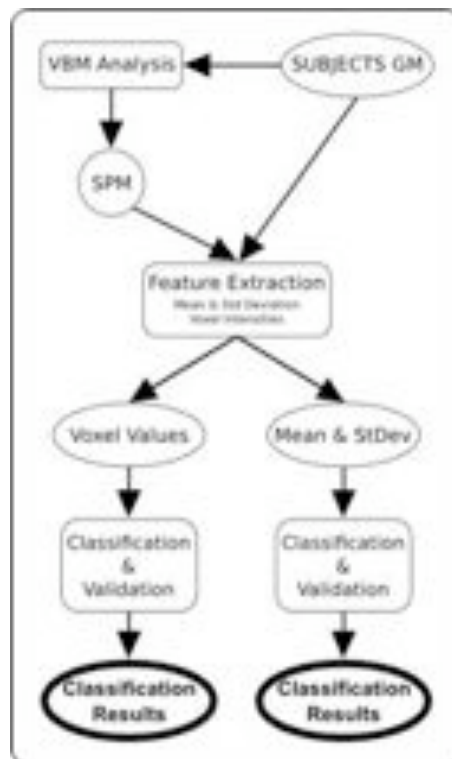 VBM Analysis
SUBJECTS GM
SPM
Feature Extraction
Mean & Std Deviation
Voxel Intensities
Voxel Values
Mean & StDev
Classification
&
Validation
Classification
&
Validation
Classification
Results
Classification
Results